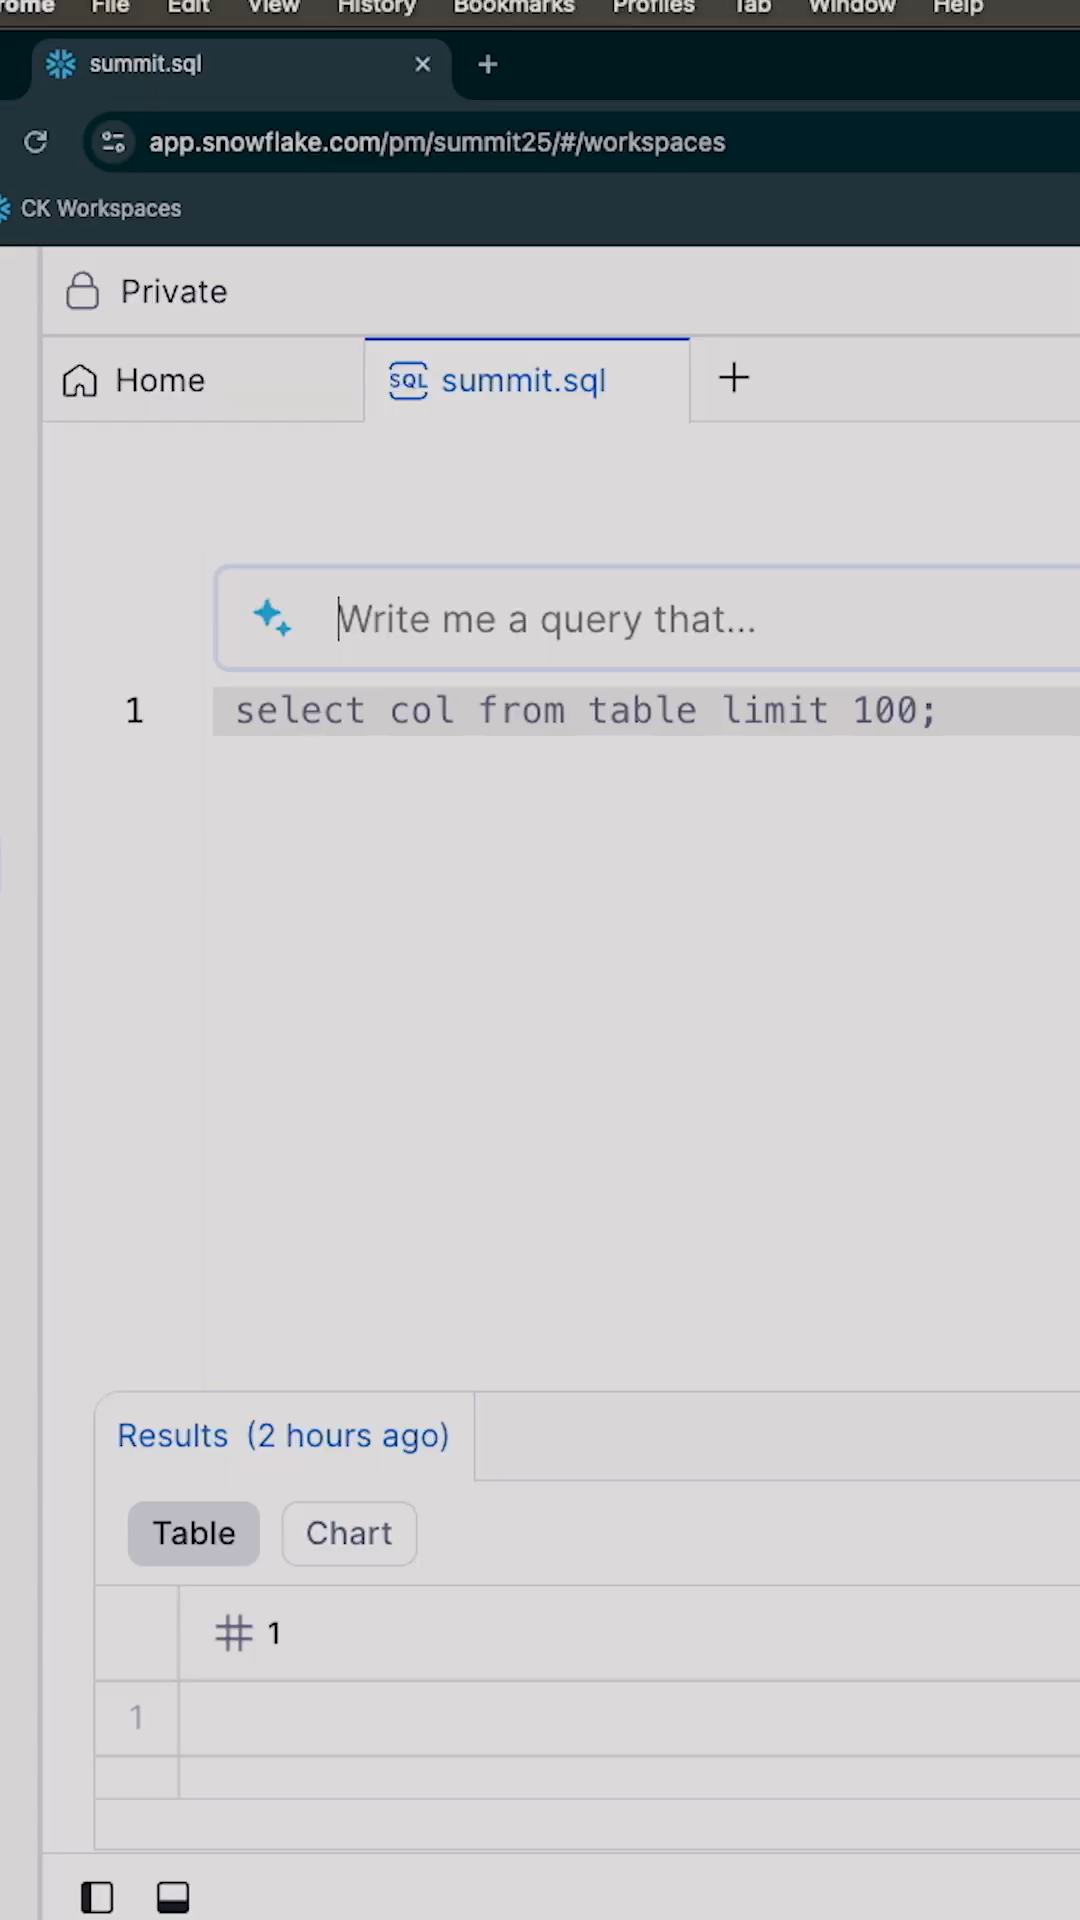 File Edit View History Bookmarks Profiles Tab Window Help
summit.sql
app.snowflake.com/pm/summit25/#/workspaces
CK Workspaces
Private
Home
SQL summit.sql
Write me a query that...
1 select col from table limit 100;
Results (2 hours ago)
Table Chart
# 1
1